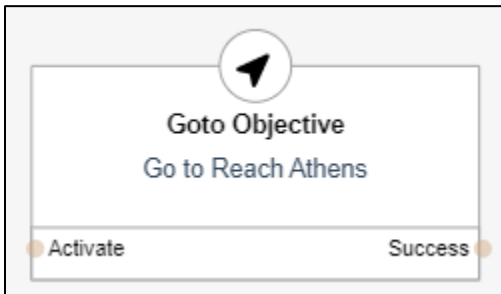 Goto Objective
Go to Reach Athens
Activate
Success